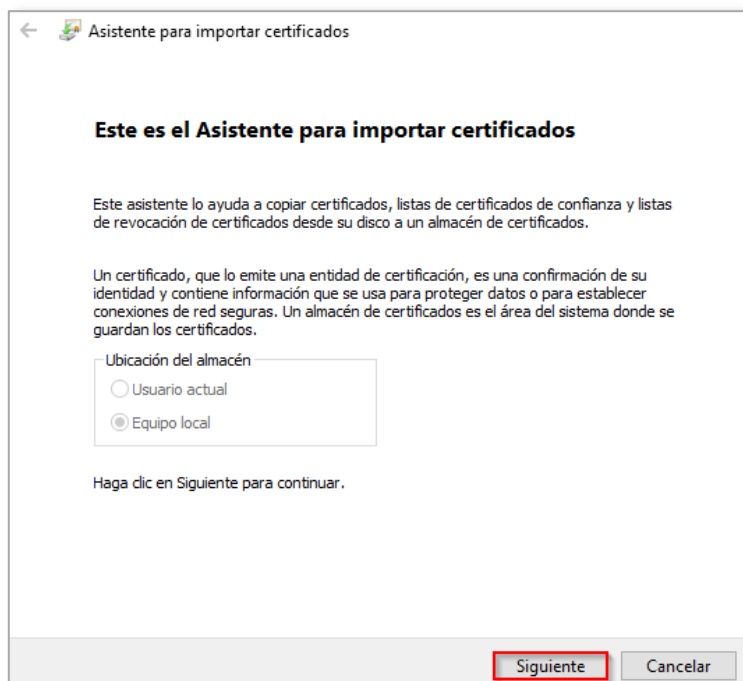 Asistente para importar certificados
Este es el Asistente para importar certificados
Este asistente lo ayuda a copiar certificados, listas de certificados de confianza y listas
de revocación de certificados desde su disco a un almacén de certificados.
Un certificado, que lo emite una entidad de certificación, es una confirmación de su
identidad y contiene información que se usa para proteger datos o para establecer
conexiones de red seguras. Un almacén de certificados es el área del sistema donde se
guardan los certificados.
Ubicación del almacén
Usuario actual
Equipo local
Haga clic en Siguiente para continuar.
Siguiente Cancelar